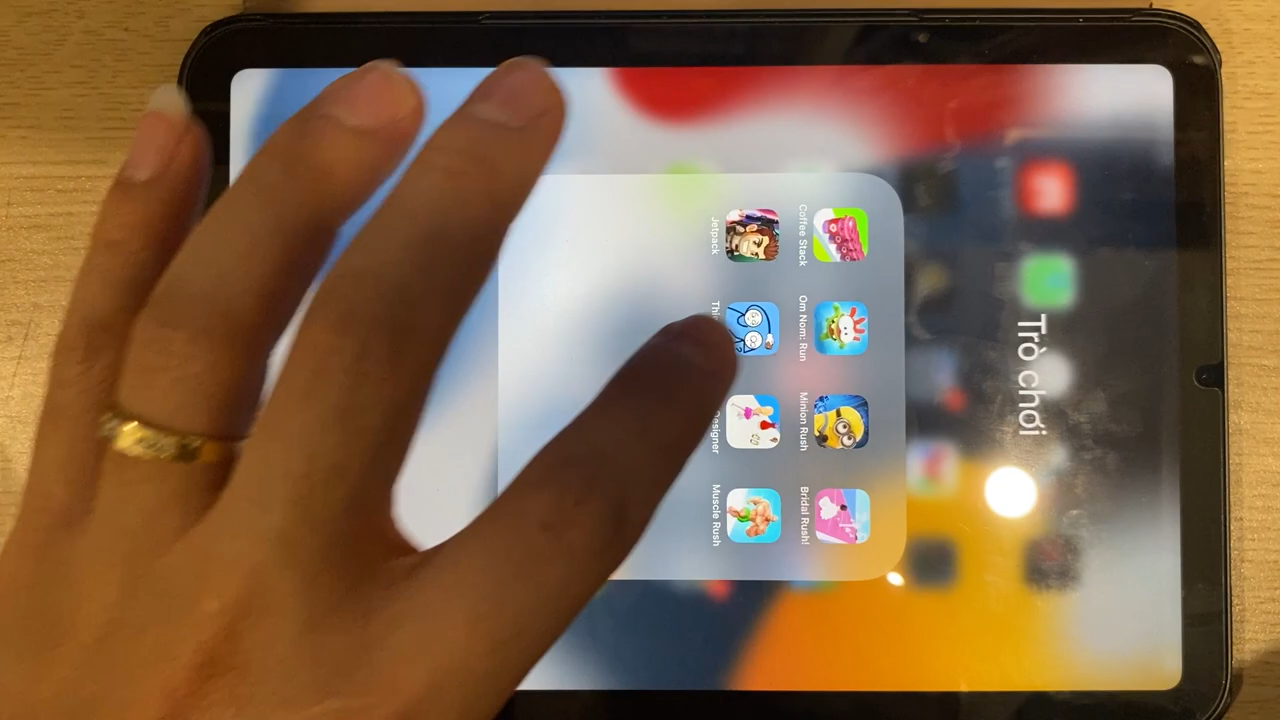 Trò chơi
Coffee Stack
Om Nom: Run
Minion Rush
Bridal Rush!
Jetpack
Designer
Muscle Rush